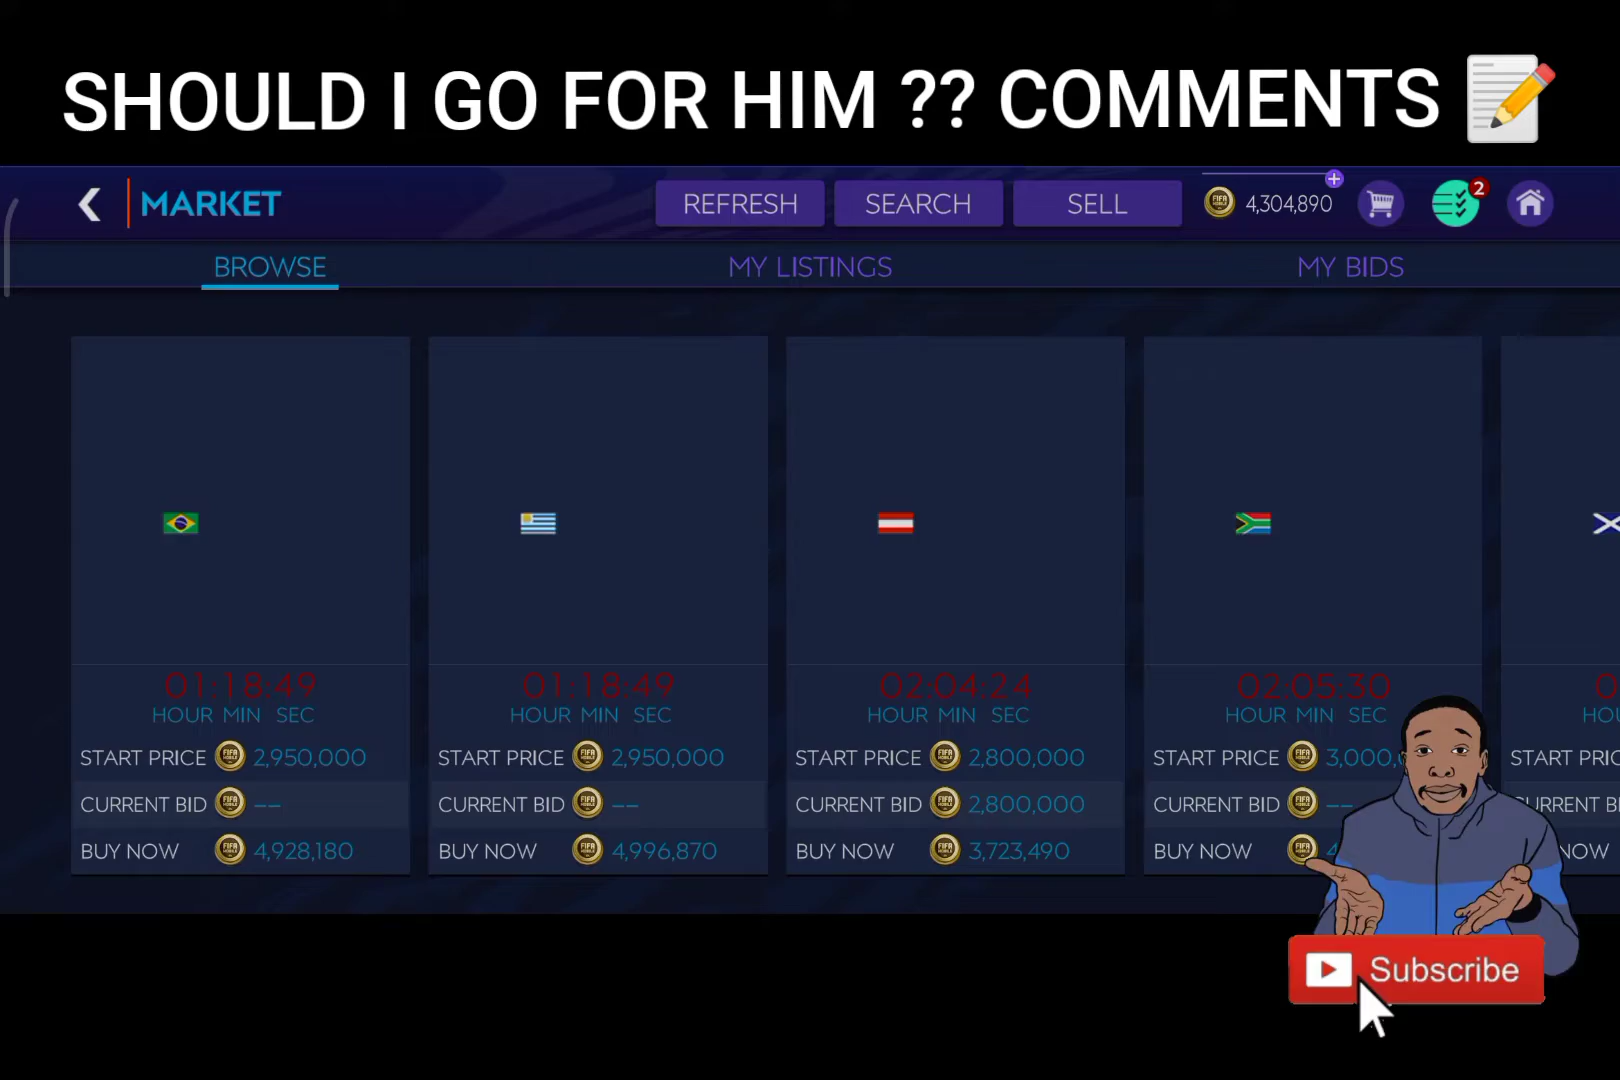 SHOULD I GO FOR HIM ?? COMMENTS
MARKET
REFRESH
SEARCH
SELL
4,304,890
2
BROWSE
MY LISTINGS
MY BIDS
01:18:49
HOUR MIN SEC
START PRICE 2,950,000
CURRENT BID --
BUY NOW 4,928,180
01:18:49
HOUR MIN SEC
START PRICE 2,950,000
CURRENT BID --
BUY NOW 4,996,870
02:04:24
HOUR MIN SEC
START PRICE 2,800,000
CURRENT BID 2,800,000
BUY NOW 3,723,490
02:05:30
HOUR MIN SEC
START PRICE 3,000,
CURRENT BID --
BUY NOW
START
NOW
Subscribe